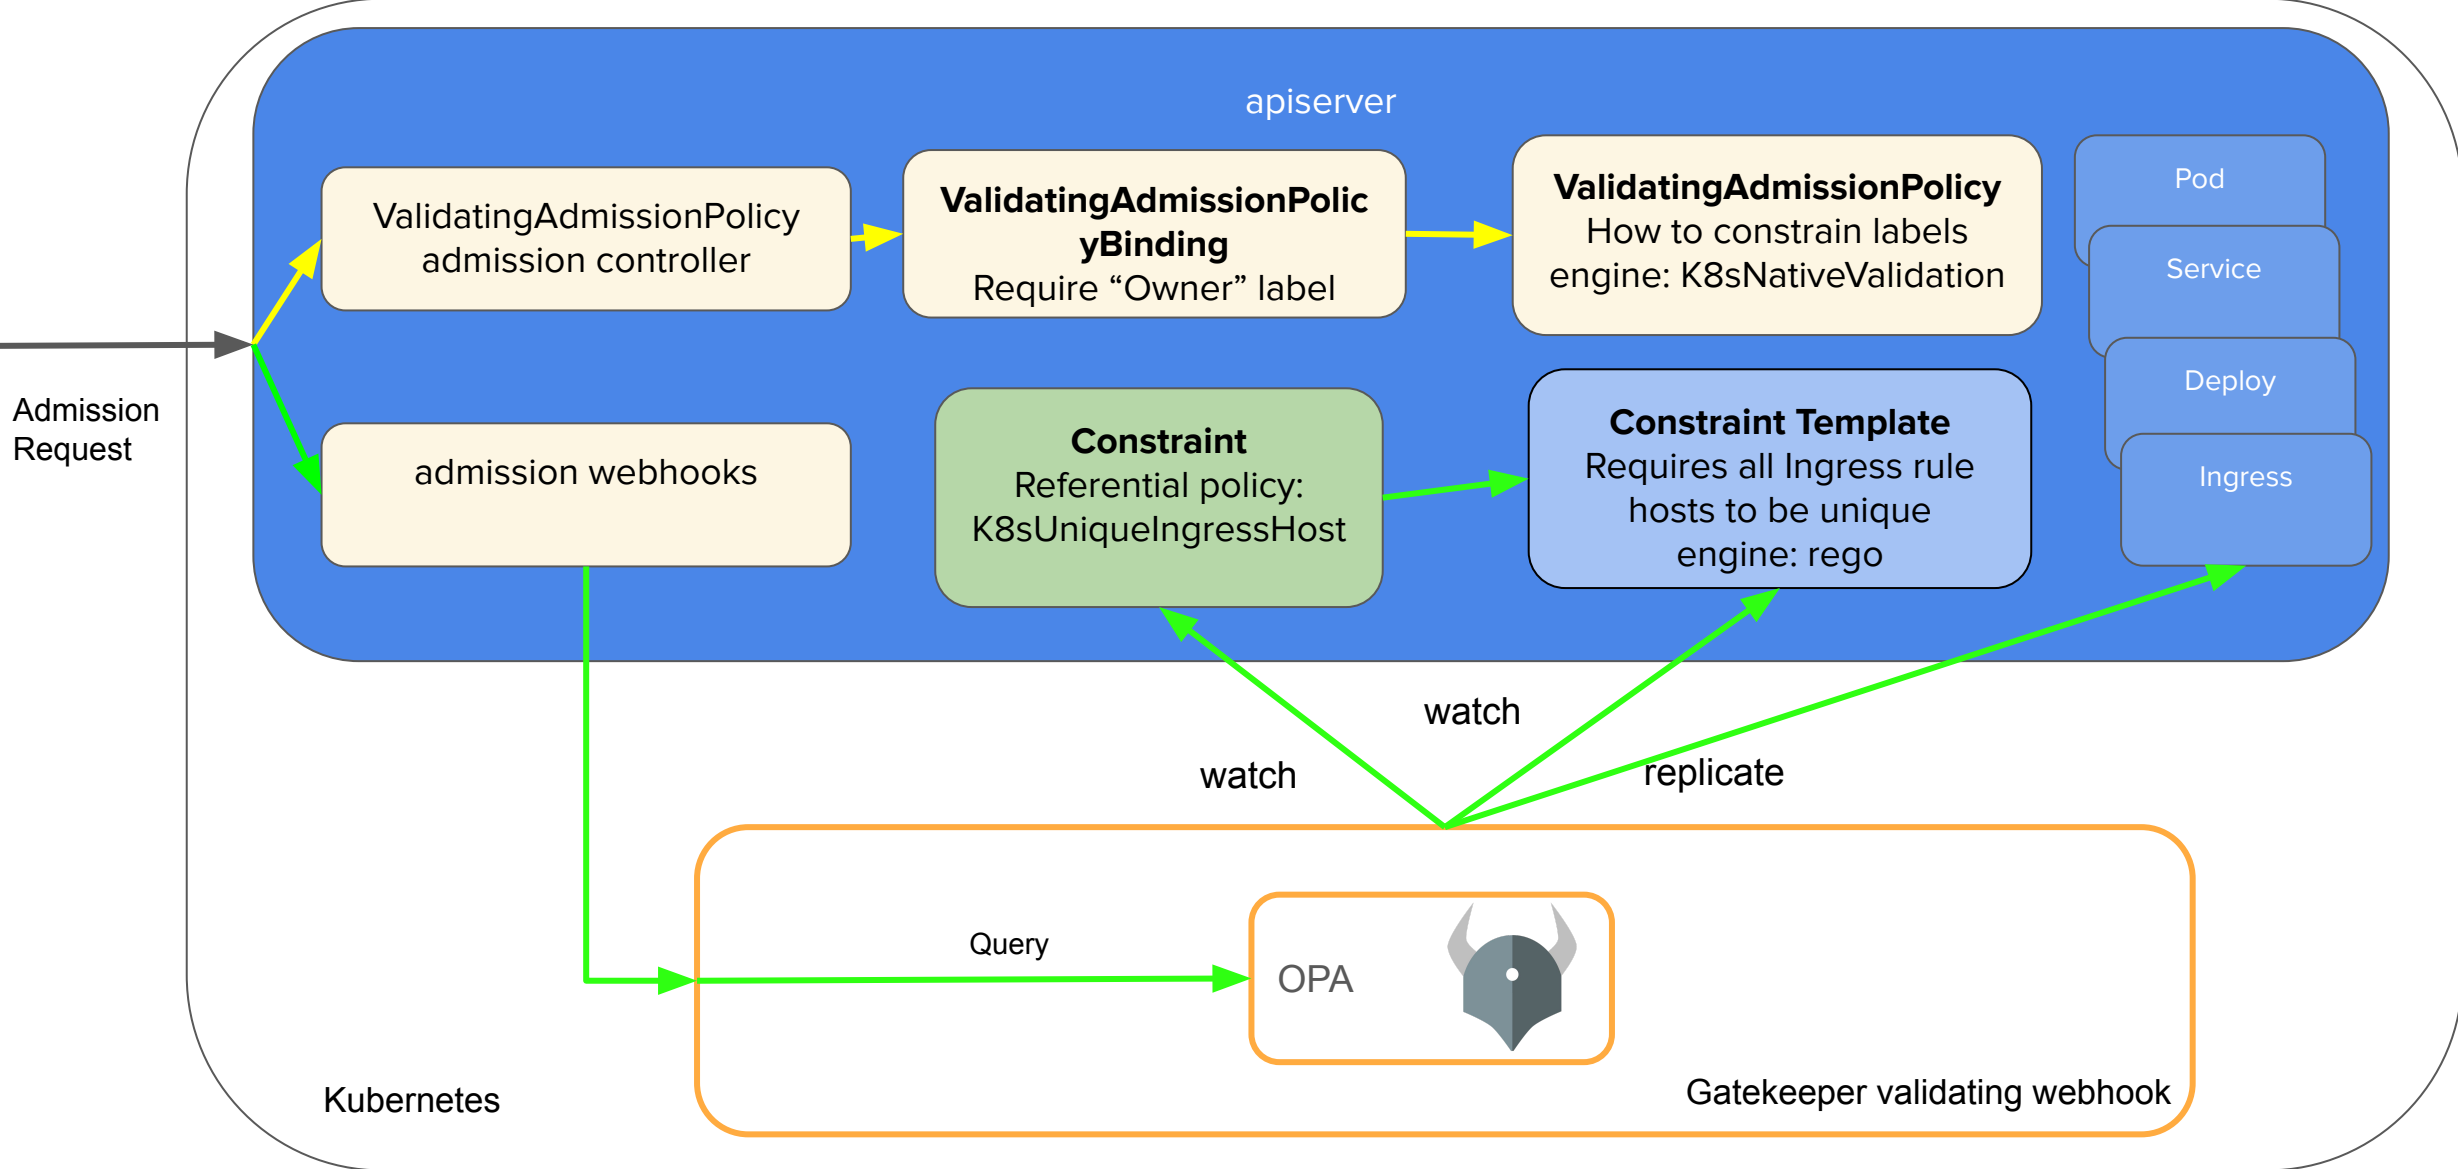 apiserver
Admission
Request
ValidatingAdmissionPolicy
admission controller
ValidatingAdmissionPolic
yBinding
Require “Owner” label
ValidatingAdmissionPolicy
How to constrain labels
engine: K8sNativeValidation
Pod
Service
Deploy
Ingress
admission webhooks
Constraint
Referential policy:
K8sUniqueIngressHost
Constraint Template
Requires all Ingress rule
hosts to be unique
engine: rego
watch
watch
replicate
Query
OPA
Kubernetes
Gatekeeper validating webhook